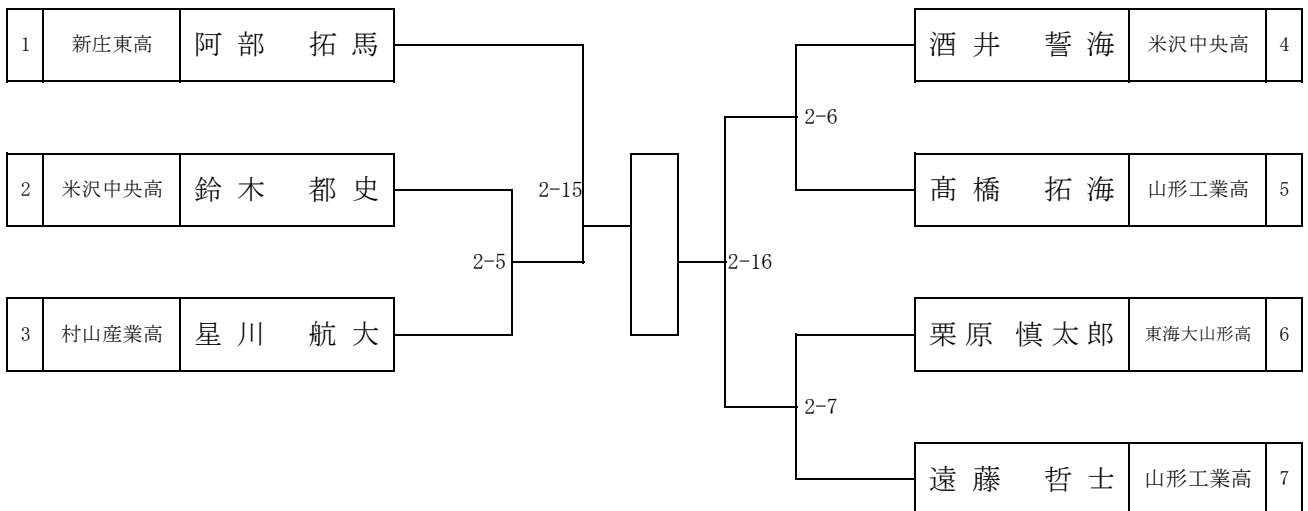 1 新庄東高 阿部 拓馬
酒井 誓海 米沢中央高 4
2-6
2 米沢中央高 鈴木 都史
2-15
髙橋 拓海 山形工業高 5
2-5
2-16
3 村山産業高 星川 航大
栗原 慎太郎 東海大山形高 6
2-7
遠藤 哲士 山形工業高 7